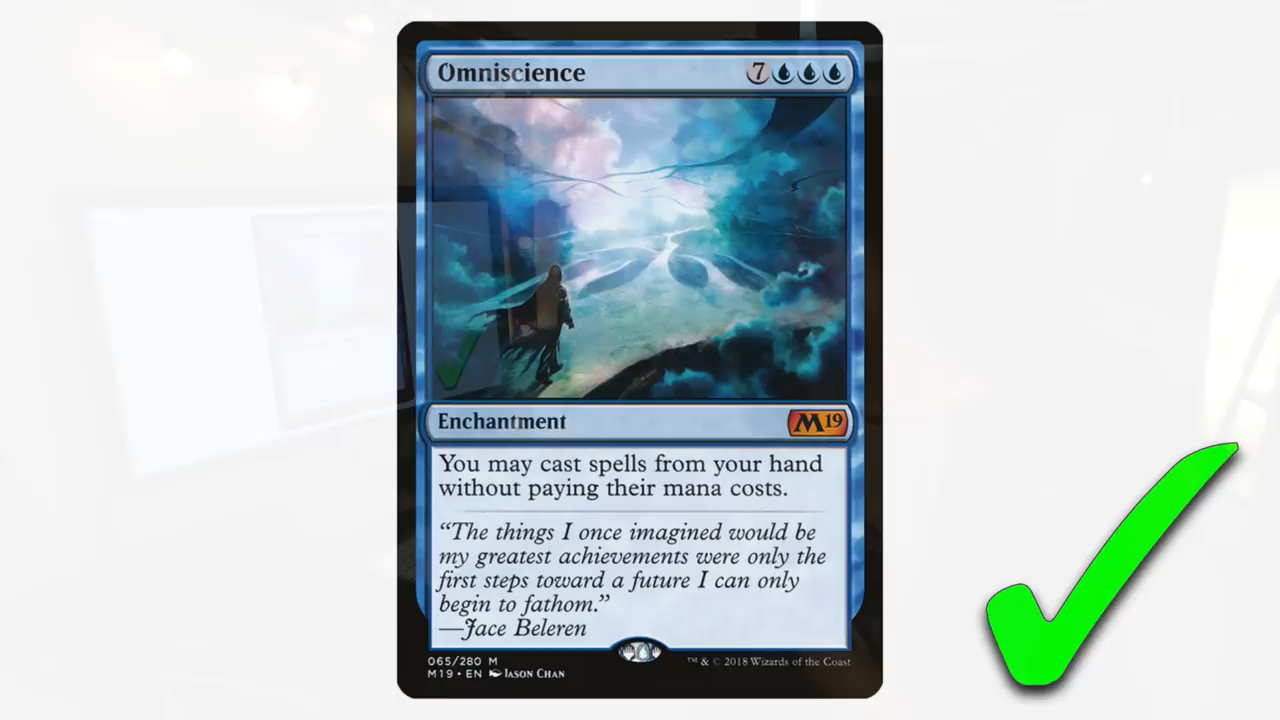 Omniscience 7
Enchantment M19
You may cast spells from your hand
without paying their mana costs.
“The things I once imagined would be
my greatest achievements were only the
first steps toward a future I can only
begin to fathom.”
—Jace Beleren
065/280 M
M19 • EN Jason Chan
™ & © 2018 Wizards of the Coast